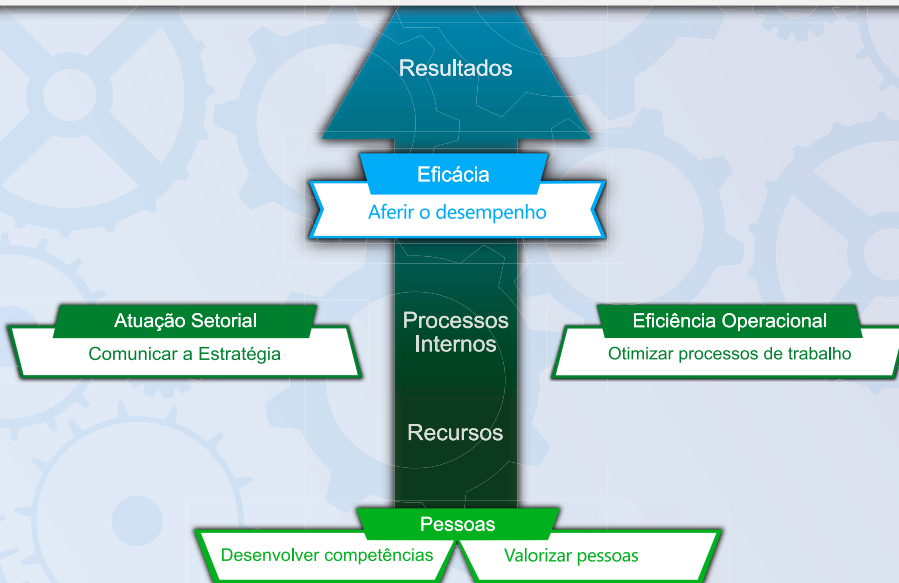 Resultados
Eficácia
Aferir o desempenho
Atuação Setorial
Comunicar a Estratégia
Processos
Internos
Eficiência Operacional
Otimizar processos de trabalho
Recursos
Pessoas
Desenvolver competências
Valorizar pessoas